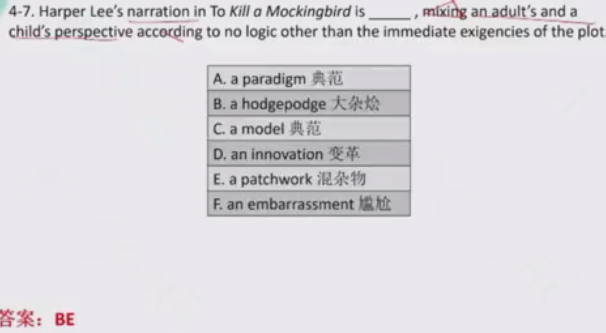 4-7. Harper Lee's narration in To Kill a Mockingbird is _____ , mixing an adult's and a
child's perspective according to no logic other than the immediate exigencies of the plot.
A. a paradigm 典范
B. a hodgepodge 大杂烩
C. a model 典范
D. an innovation 变革
E. a patchwork 混杂物
F. an embarrassment 尴尬
答案：BE